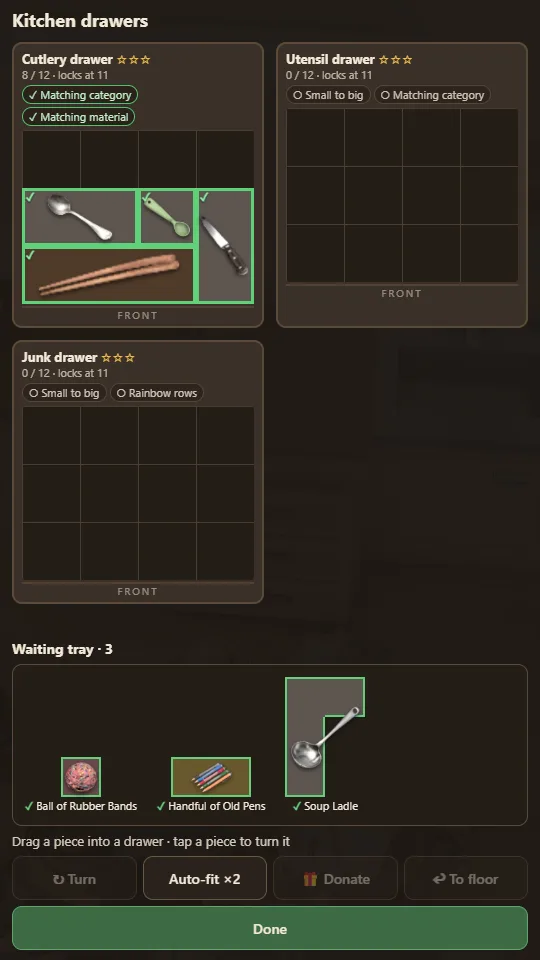 Kitchen drawers
Cutlery drawer ☆☆☆
8 / 12 · locks at 11
✓ Matching category
✓ Matching material
FRONT
Utensil drawer ☆☆☆
0 / 12 · locks at 11
○ Small to big ○ Matching category
FRONT
Junk drawer ☆☆☆
0 / 12 · locks at 11
○ Small to big ○ Rainbow rows
FRONT
Waiting tray · 3
✓ Ball of Rubber Bands ✓ Handful of Old Pens ✓ Soup Ladle
Drag a piece into a drawer · tap a piece to turn it
↻ Turn Auto-fit ×2 🎁 Donate ↩ To floor
Done